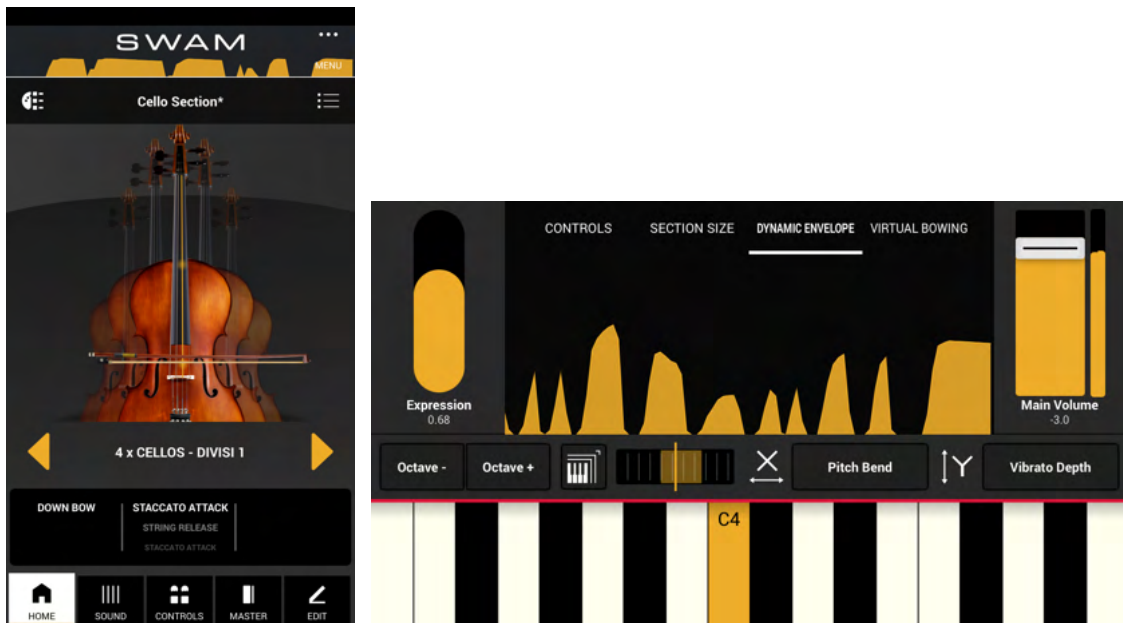 SWAM
MENU
Cello Section*
4 x CELLOS - DIVISI 1
DOWN BOW
STACCATO ATTACK
STRING RELEASE
STACCATO ATTACK
HOME
SOUND
CONTROLS
MASTER
EDIT
CONTROLS
SECTION SIZE
DYNAMIC ENVELOPE
VIRTUAL BOWING
Expression
0.68
Main Volume
-3.0
Octave -
Octave +
X
Pitch Bend
Y
Vibrato Depth
C4